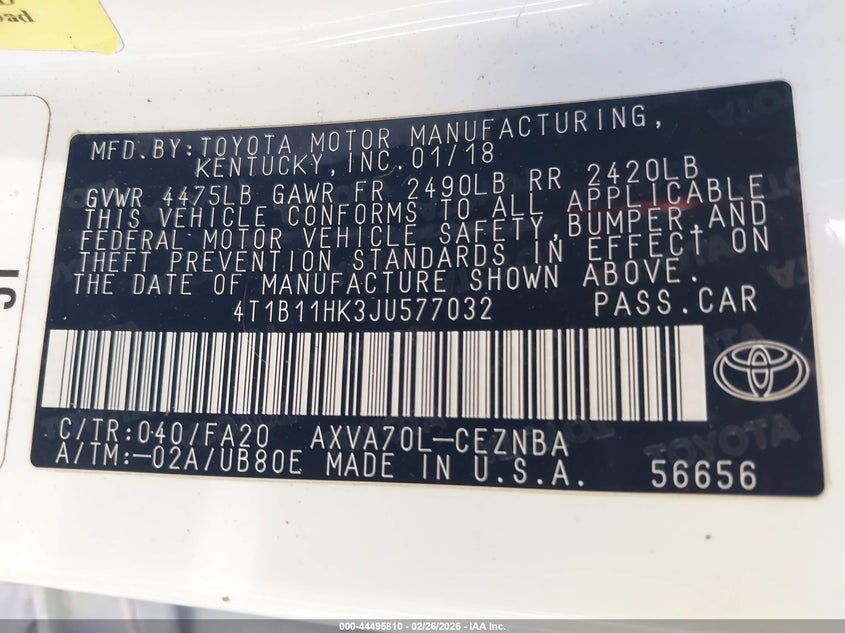 oad
MFD.BY:TOYOTA MOTOR MANUFACTURING,
KENTUCKY,INC.01/18
GVWR 4475LB GAWR FR 2490LB RR 2420LB
THIS VEHICLE CONFORMS TO ALL APPLICABLE
FEDERAL MOTOR VEHICLE SAFETY,BUMPER,AND
THEFT PREVENTION STANDARDS IN EFFECT ON
THE DATE OF MANUFACTURE SHOWN ABOVE.
4T1B11HK3JU577032 PASS.CAR
C/TR:040/FA20 AXVA70L-CEZNBA
A/TM:-02A/UB80E MADE IN U.S.A. 56656
000-44495810 - 02/26/2026 - IAA Inc.